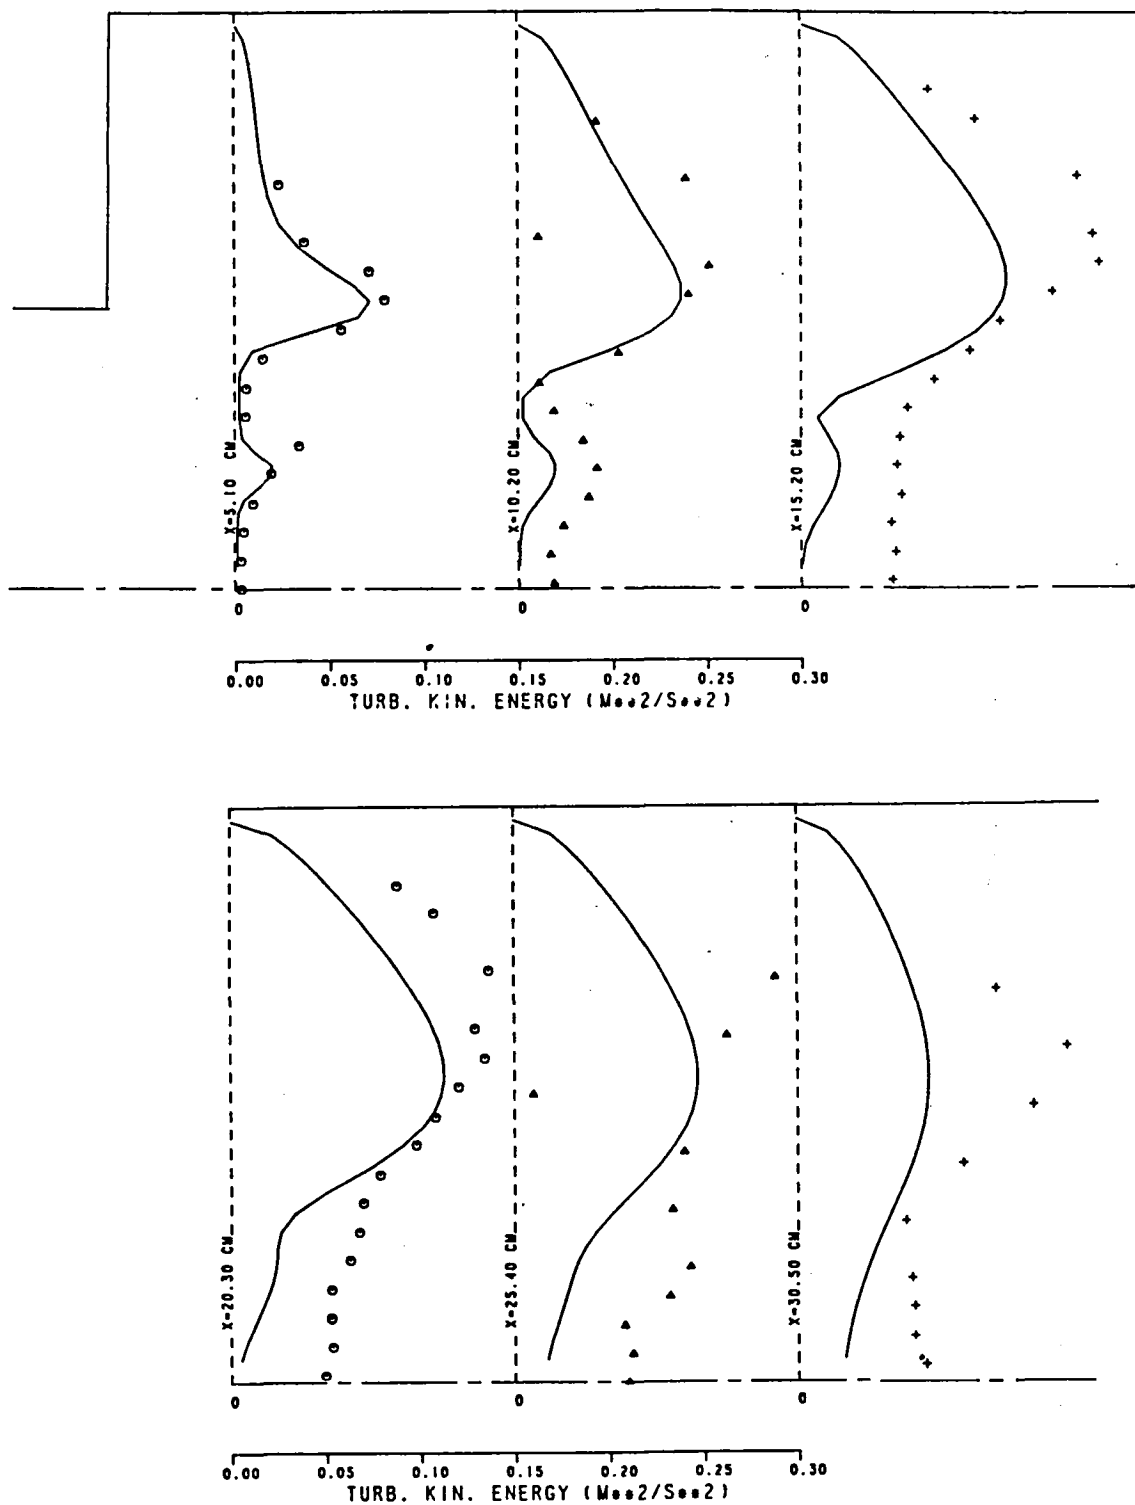 X=5.10 CM
X=10.20 CM
X=15.20 CM
0
0
0
0.00
0.05
0.10
0.15
0.20
0.25
0.30
TURB. KIN. ENERGY (M**2/S**2)
X=20.30 CM
X=25.40 CM
X=30.50 CM
0
0
0
0.00
0.05
0.10
0.15
0.20
0.25
0.30
TURB. KIN. ENERGY (M**2/S**2)